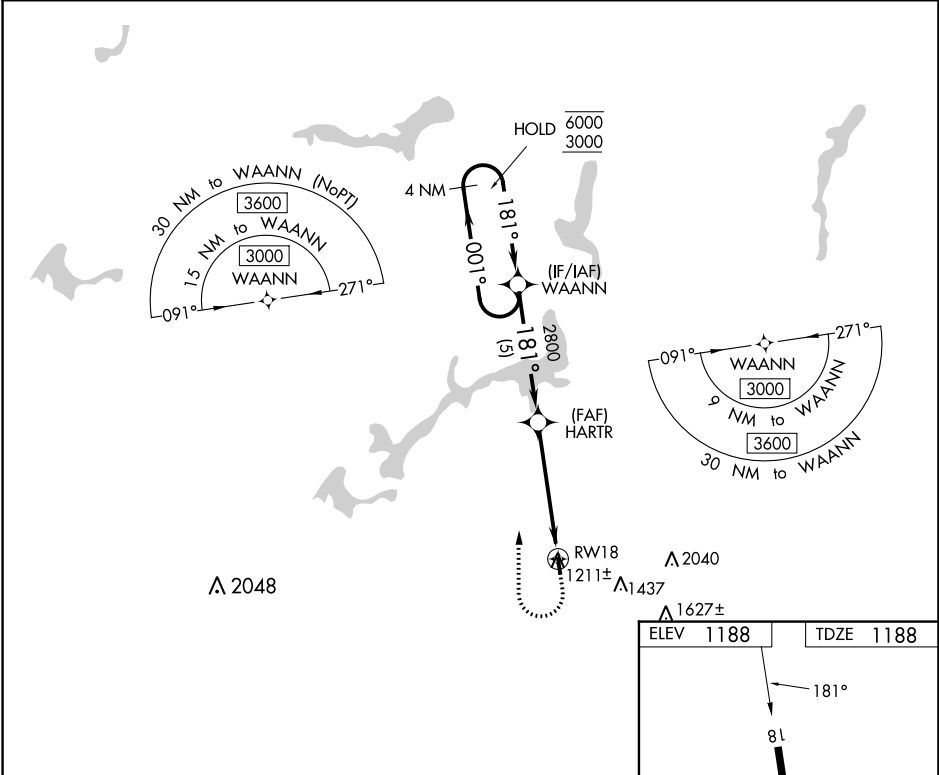 HOLD 6000
3000
4 NM
181°
001°
(IF/IAF)
WAANN
30 NM to WAANN (NoPT)
3600
15 NM to WAANN
3000
WAANN
091°
271°
181°
(5)
2800
(FAF)
HARTR
091°
271°
WAANN
3000
9 NM to WAANN
3600
30 NM to WAANN
RW18
1211±
2040
1437
2048
1627±
ELEV 1188
TDZE 1188
181°
18